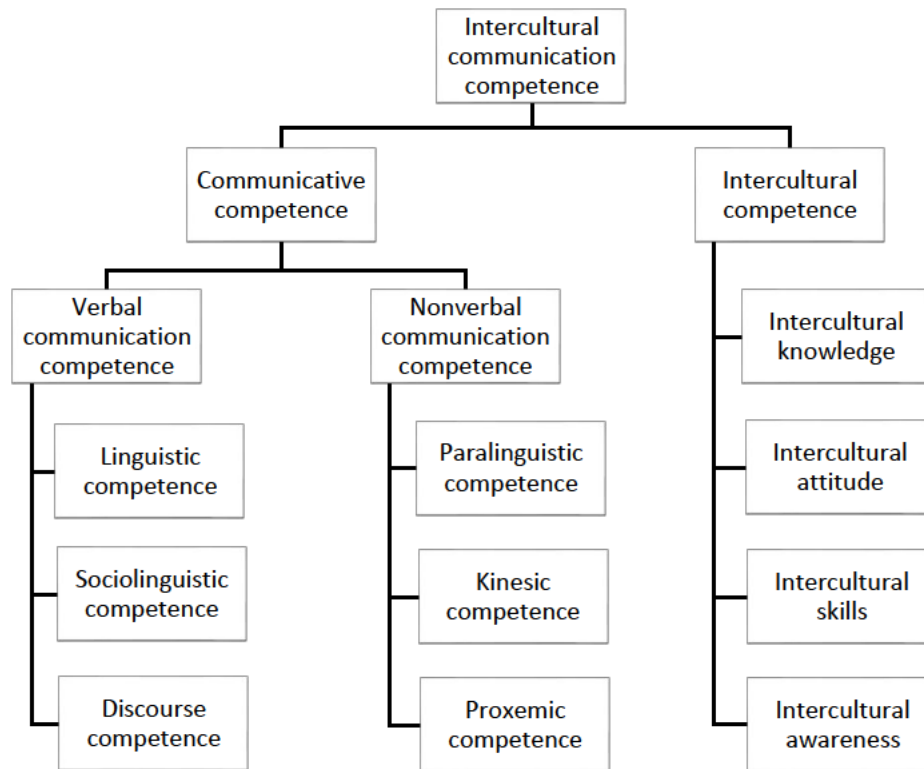 Intercultural
communication
competence
Communicative
competence
Intercultural
competence
Verbal
communication
competence
Nonverbal
communication
competence
Intercultural
knowledge
Linguistic
competence
Paralinguistic
competence
Intercultural
attitude
Sociolinguistic
competence
Kinesic
competence
Intercultural
skills
Discourse
competence
Proxemic
competence
Intercultural
awareness